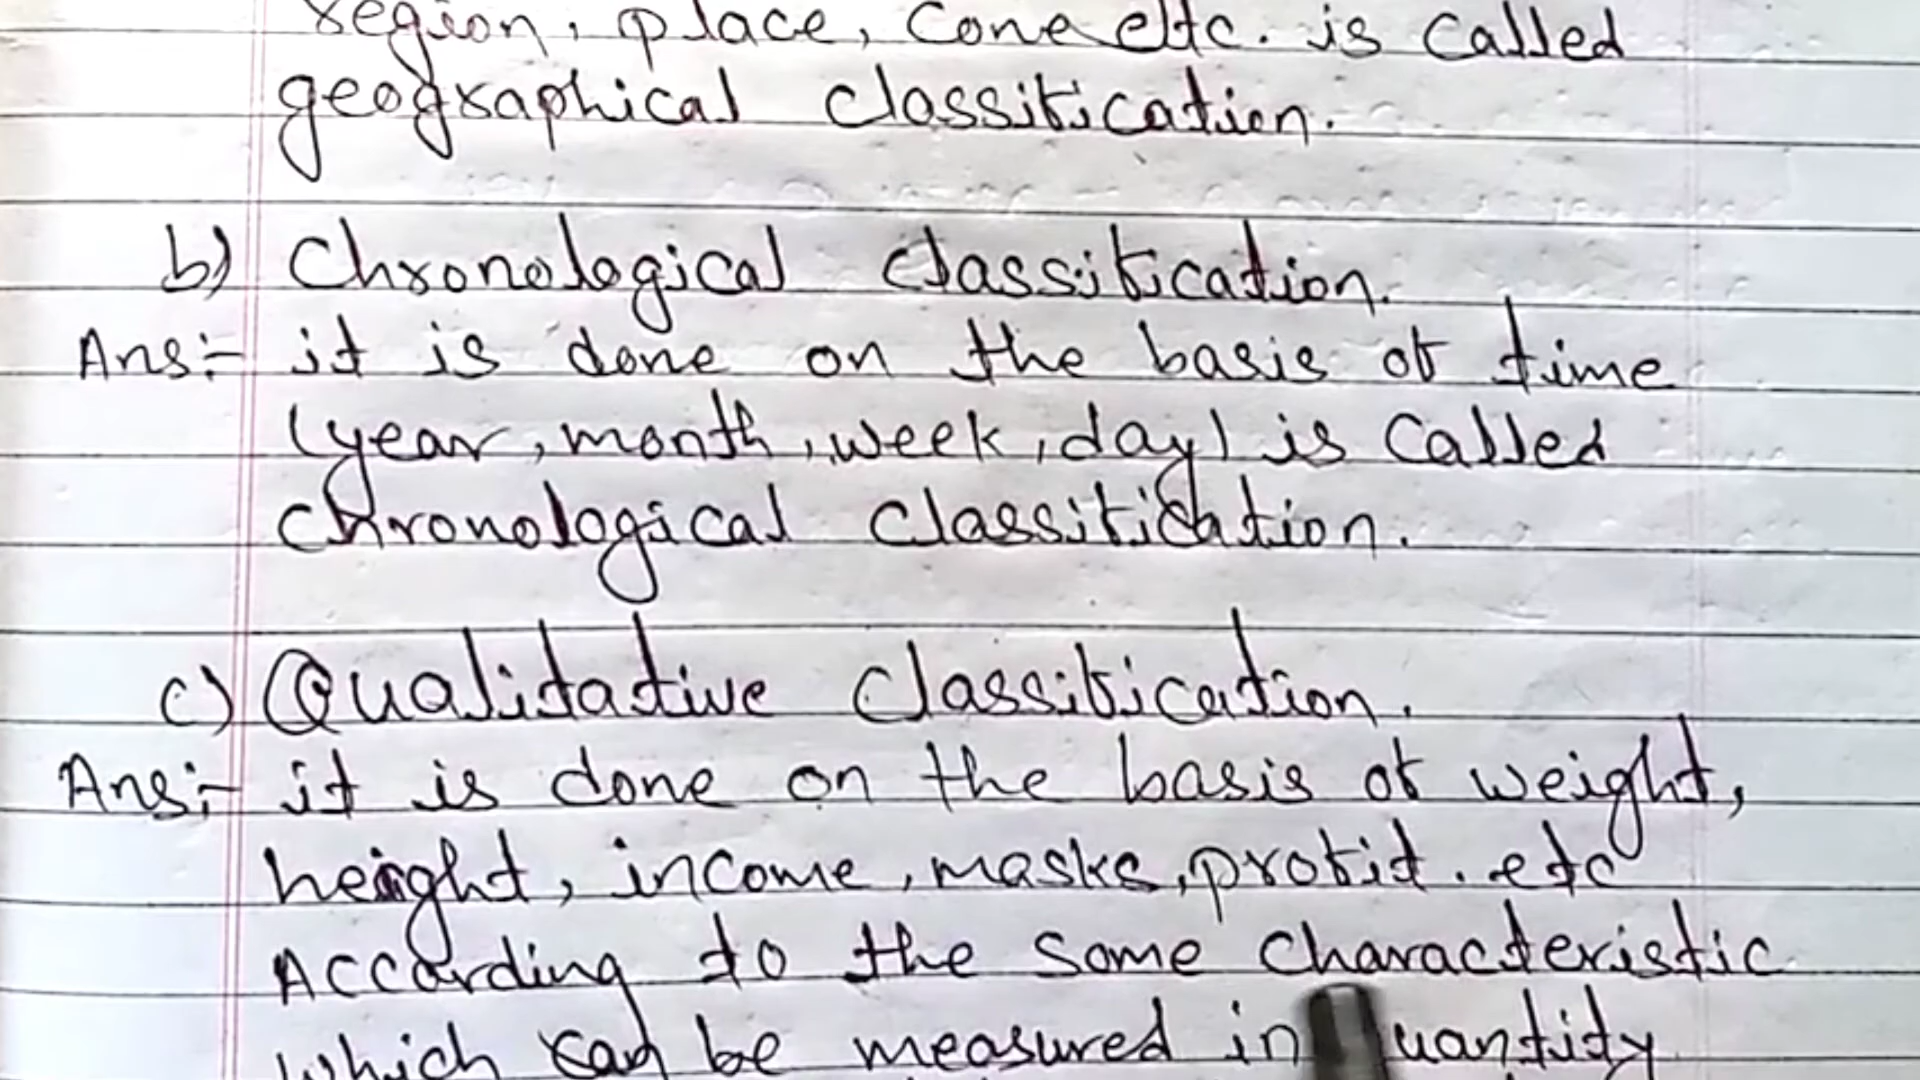 region, place, Cone etc. is called
geographical classification.
b) Chronological classification.
Ans:- it is done on the basis of time
(year, month, week, day) is called
chronological classification.
c) Qualitative classification.
Ans:- it is done on the basis of weight,
height, income, marks, profit. etc
According to the some characteristic
which can be measured in quantity